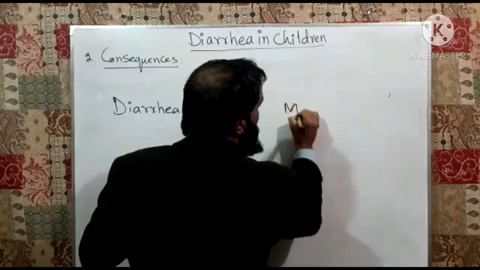 Diarrhea in Children
2 Consequences:
Diarrhea M
K
KINEMASTER